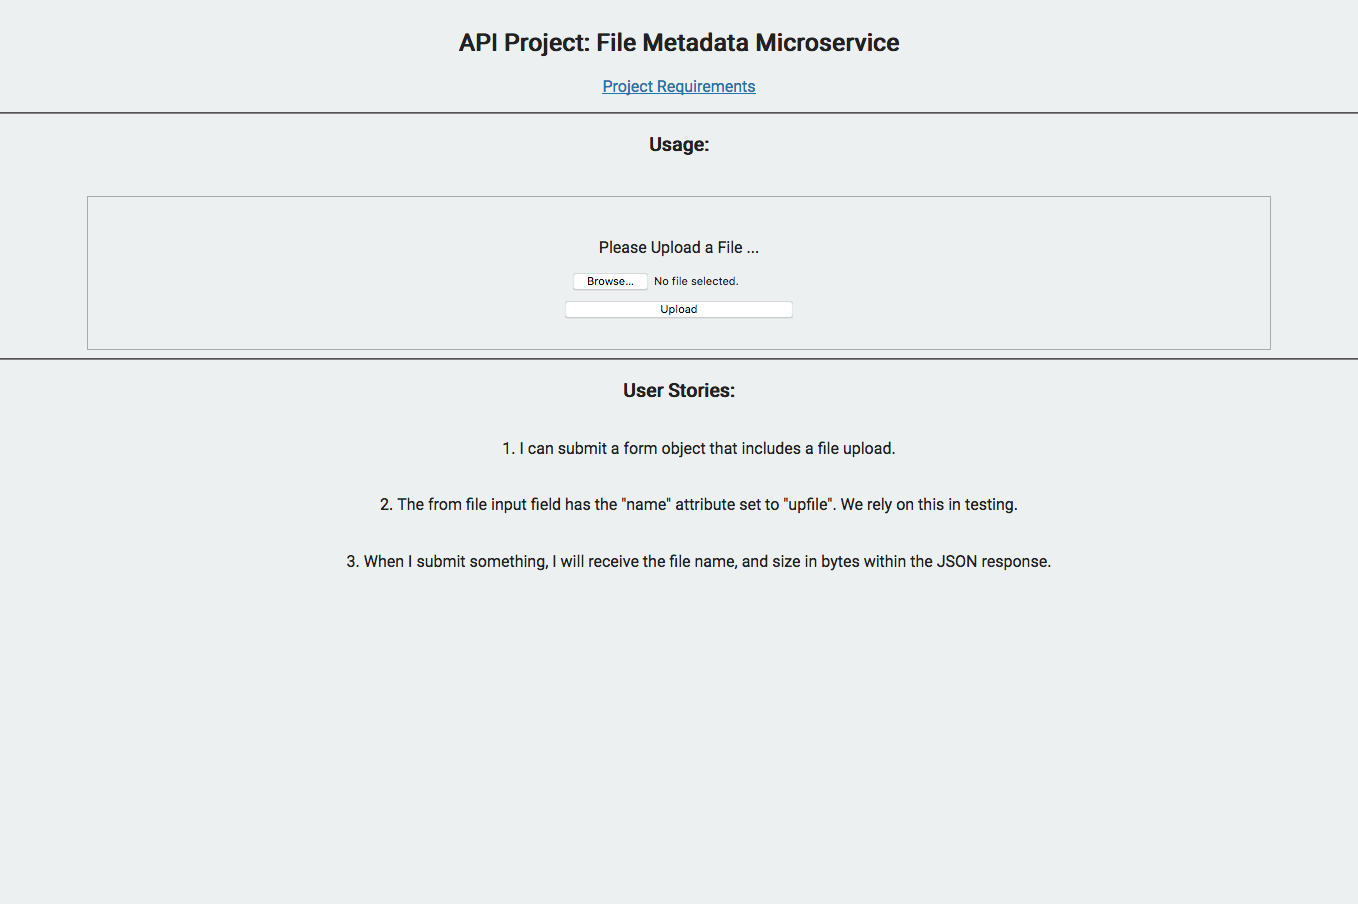 API Project: File Metadata Microservice
Project Requirements
Usage:
Please Upload a File ...
Browse... No file selected.
Upload
User Stories:
1. I can submit a form object that includes a file upload.
2. The from file input field has the "name" attribute set to "upfile". We rely on this in testing.
3. When I submit something, I will receive the file name, and size in bytes within the JSON response.